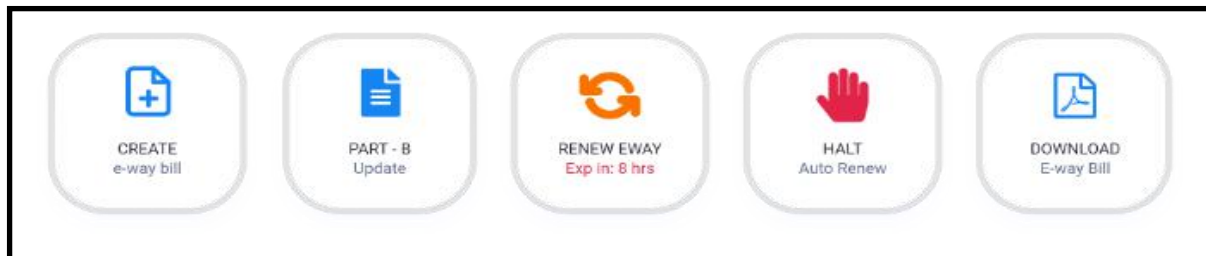 CREATE
e-way bill
PART - B
Update
RENEW EWAY
Exp in: 8 hrs
HALT
Auto Renew
DOWNLOAD
E-way Bill